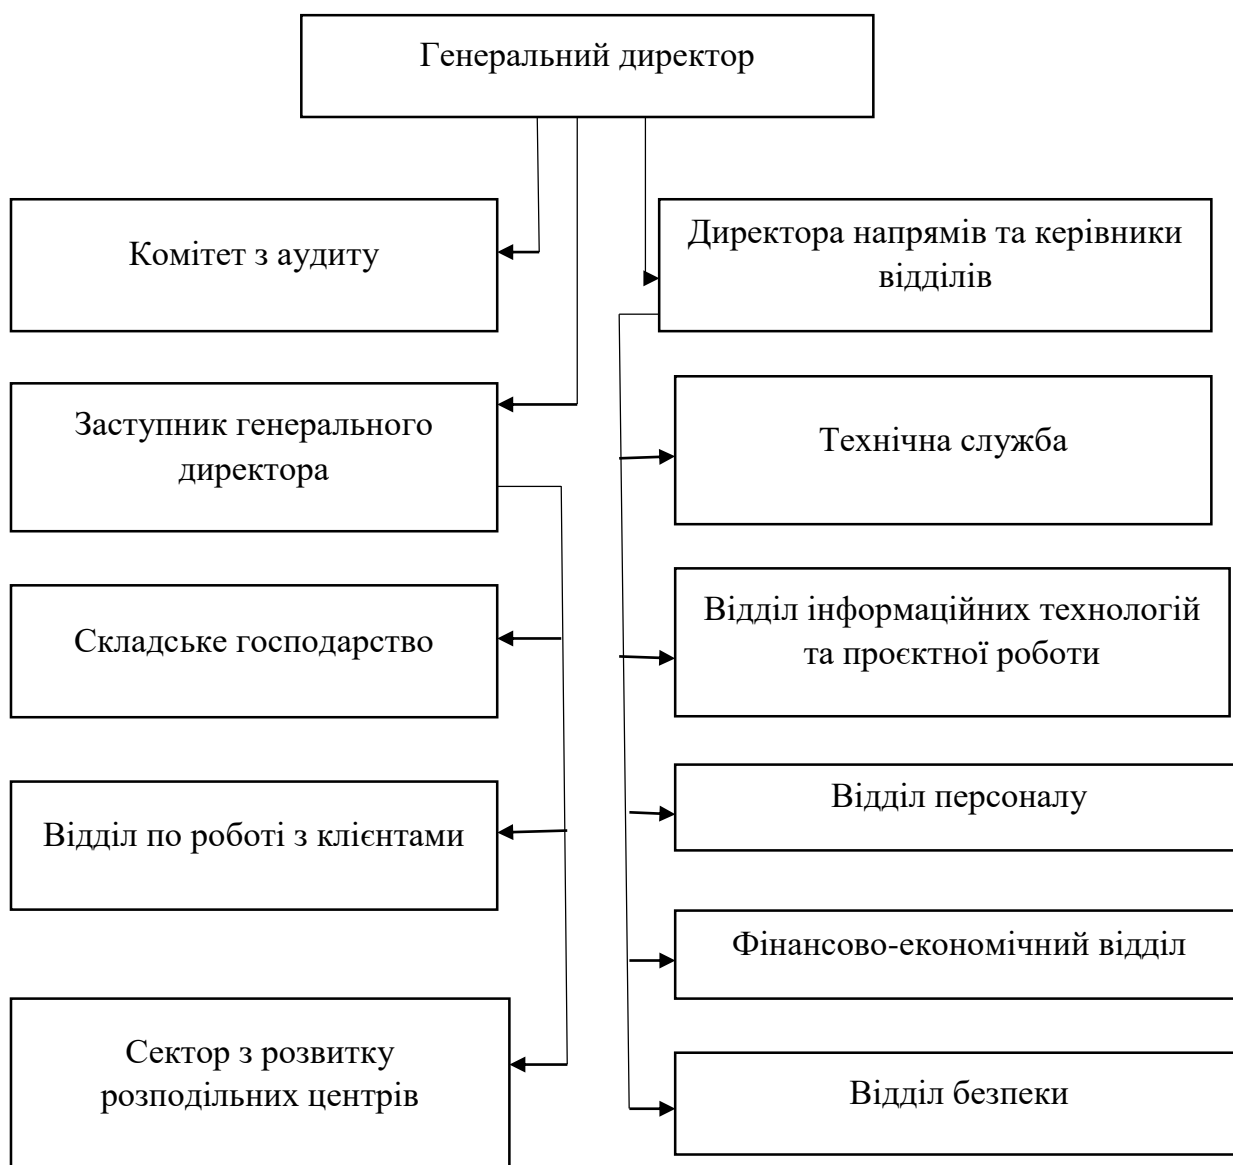 Генеральний директор
Комітет з аудиту
Директора напрямів та керівники
відділів
Заступник генерального
директора
Технічна служба
Складське господарство
Відділ інформаційних технологій
та проєктної роботи
Відділ по роботі з клієнтами
Відділ персоналу
Фінансово-економічний відділ
Сектор з розвитку
розподільних центрів
Відділ безпеки